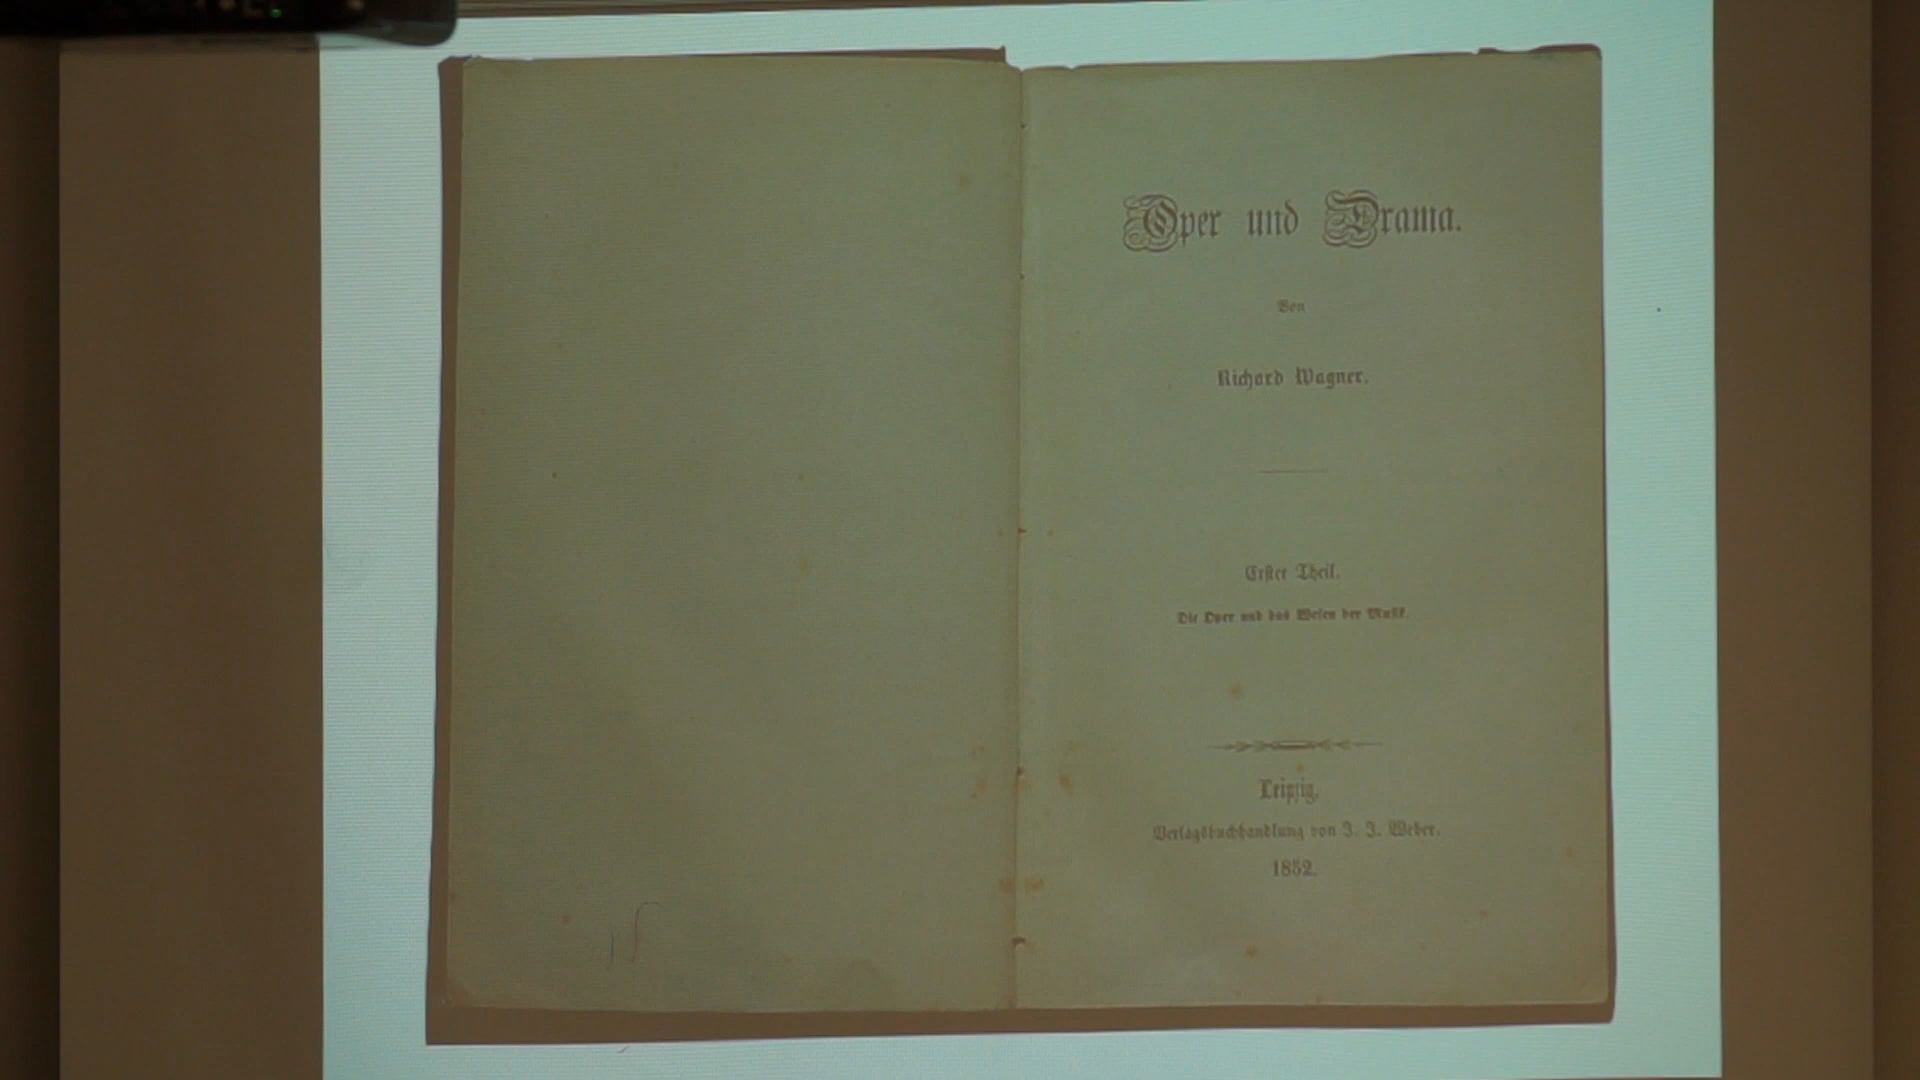 Oper und Drama.
Von
Richard Wagner.
Erster Theil.
Die Oper und das Wesen der Musik.
Leipzig,
Verlagsbuchhandlung von J. J. Weber.
1852.